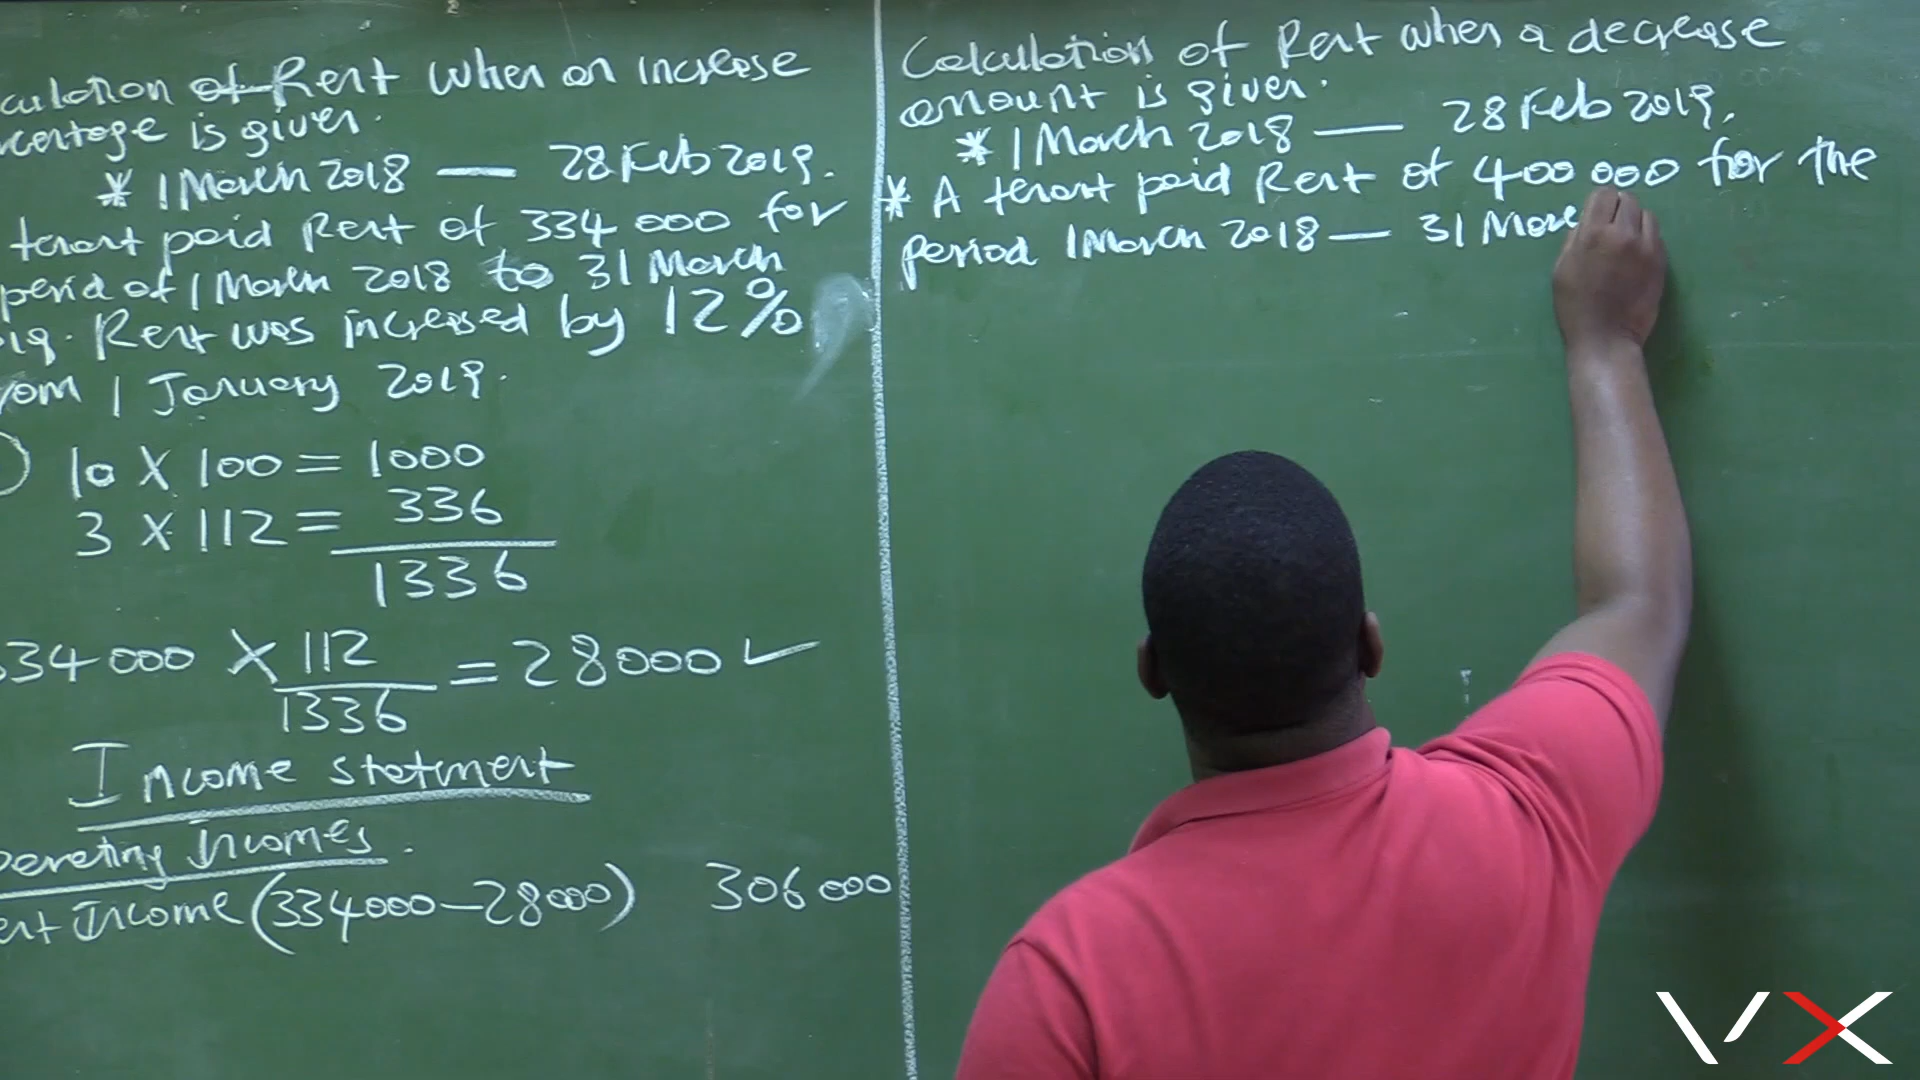 culation of Rent when an increase
centage is given.
* 1 March 2018 — 28 Feb 2019.
tenant paid Rent of 334 000 for
period of 1 March 2018 to 31 March
19. Rent was increased by 12%
rom 1 January 2019.
10 X 100 = 1000
3 X 112 = 336
1336
334 000 X 112 = 28000 ✓
1336
Income statment
perating Incomes.
ent Income (334000 – 28000) 306 000
Calculation of Rent when a decrease
amount is given.
* 1 March 2018 — 28 Feb 2019.
* A tenant paid Rent of 400 000 for the
period 1 March 2018 — 31 Marc
VX